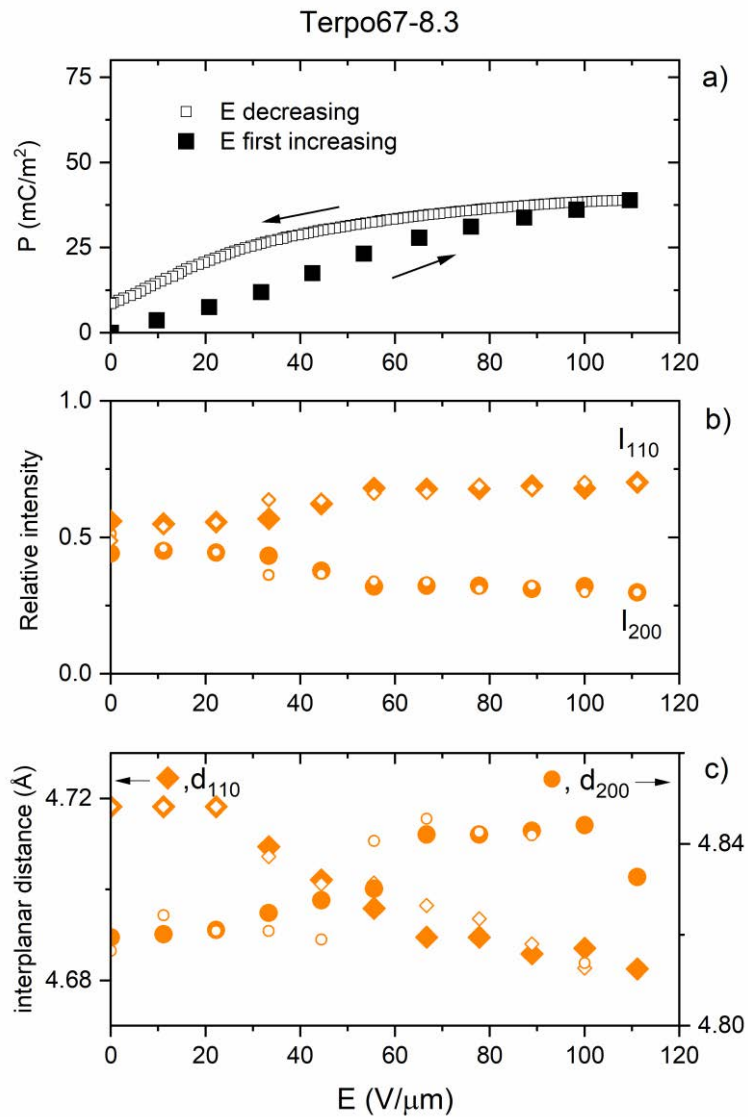 Terpo67-8.3
a)
75
50
25
0
P (mC/m²)
E decreasing
E first increasing
0 20 40 60 80 100 120
b)
1.0
0.5
0.0
Relative intensity
I₁₁₀
I₂₀₀
0 20 40 60 80 100 120
c)
,d₁₁₀
, d₂₀₀
4.72
4.68
interplanar distance (Å)
4.84
4.80
0 20 40 60 80 100 120
E (V/μm)